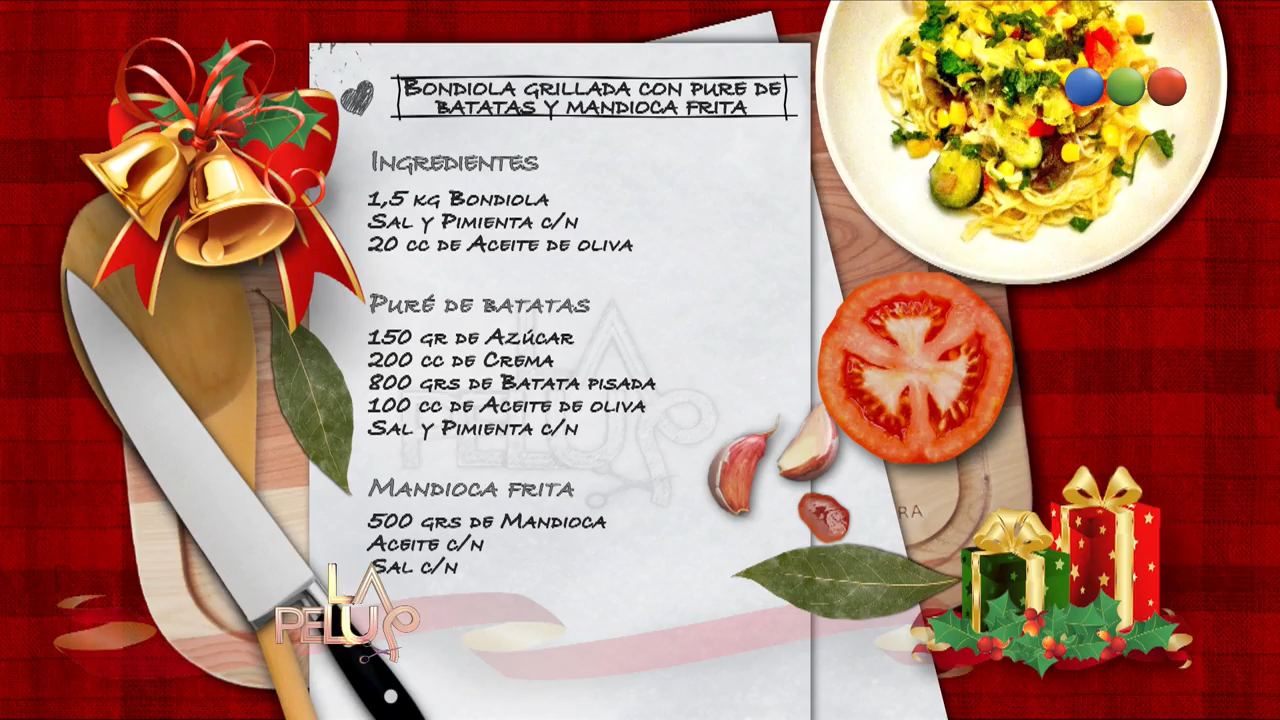 BONDIOLA GRILLADA CON PURE DE
BATATAS Y MANDIOCA FRITA
INGREDIENTES
1,5 KG BONDIOLA
SAL Y PIMIENTA C/N
20 CC DE ACEITE DE OLIVA
PURÉ DE BATATAS
150 GR DE AZÚCAR
200 CC DE CREMA
800 GRS DE BATATA PISADA
100 CC DE ACEITE DE OLIVA
SAL Y PIMIENTA C/N
LA
PELU
MANDIOCA FRITA
500 GRS DE MANDIOCA
ACEITE C/N
SAL C/N
LA
PELU